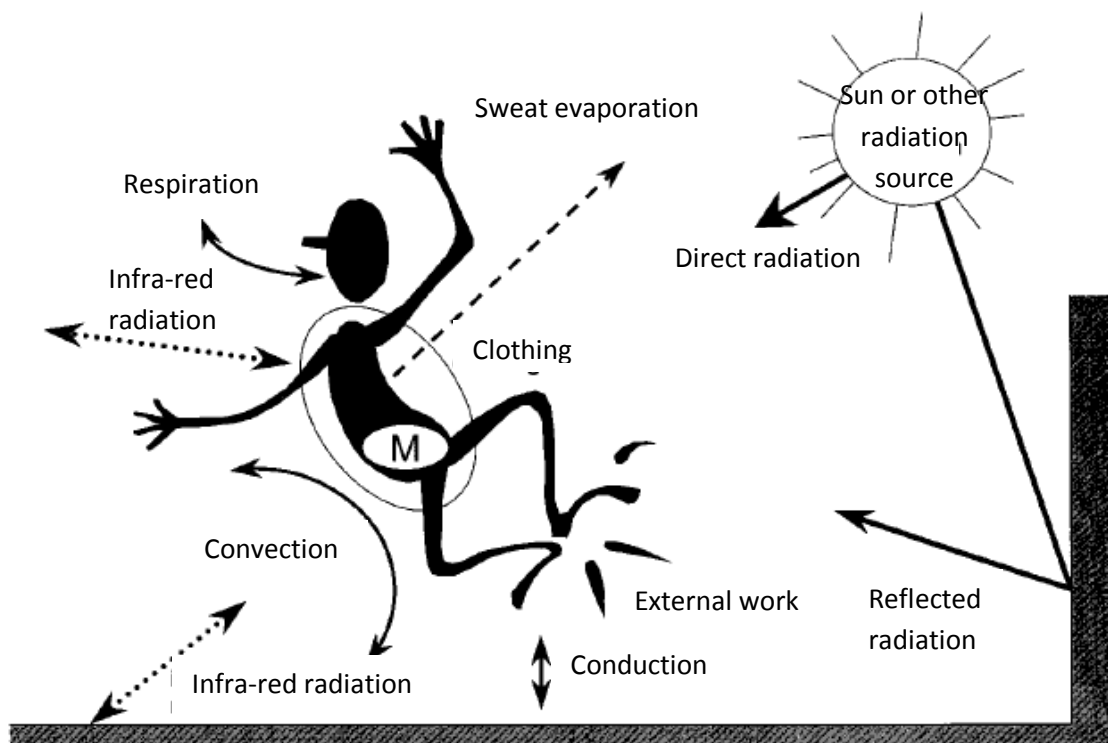 Sweat evaporation
Sun or other
radiation
source
Respiration
Direct radiation
Infra-red
radiation
Clothing
M
Convection
External work
Reflected
radiation
Conduction
Infra-red radiation